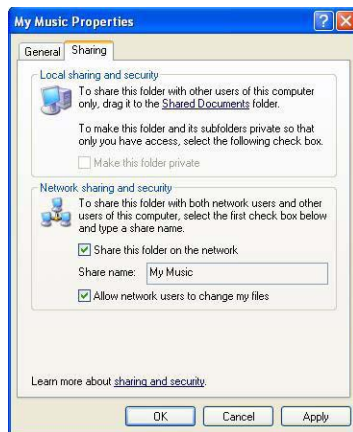 My Music Properties
General Sharing
Local sharing and security
To share this folder with other users of this computer
only, drag it to the Shared Documents folder.
To make this folder and its subfolders private so that
only you have access, select the following check box.
Make this folder private
Network sharing and security
To share this folder with both network users and other
users of this computer, select the first check box below
and type a share name.
Share this folder on the network
Share name: My Music
Allow network users to change my files
Learn more about sharing and security.
OK Cancel Apply